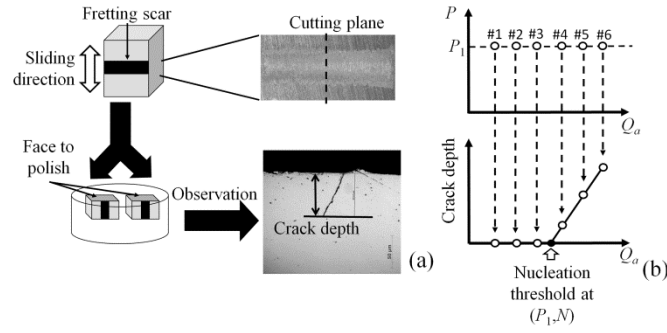 Fretting scar
Cutting plane
Sliding
direction
Face to
polish
Observation
Crack depth
(a)
P
#1 #2 #3 #4 #5 #6
P1
Qa
Crack depth
Qa
Nucleation
threshold at
(P1,N)
(b)